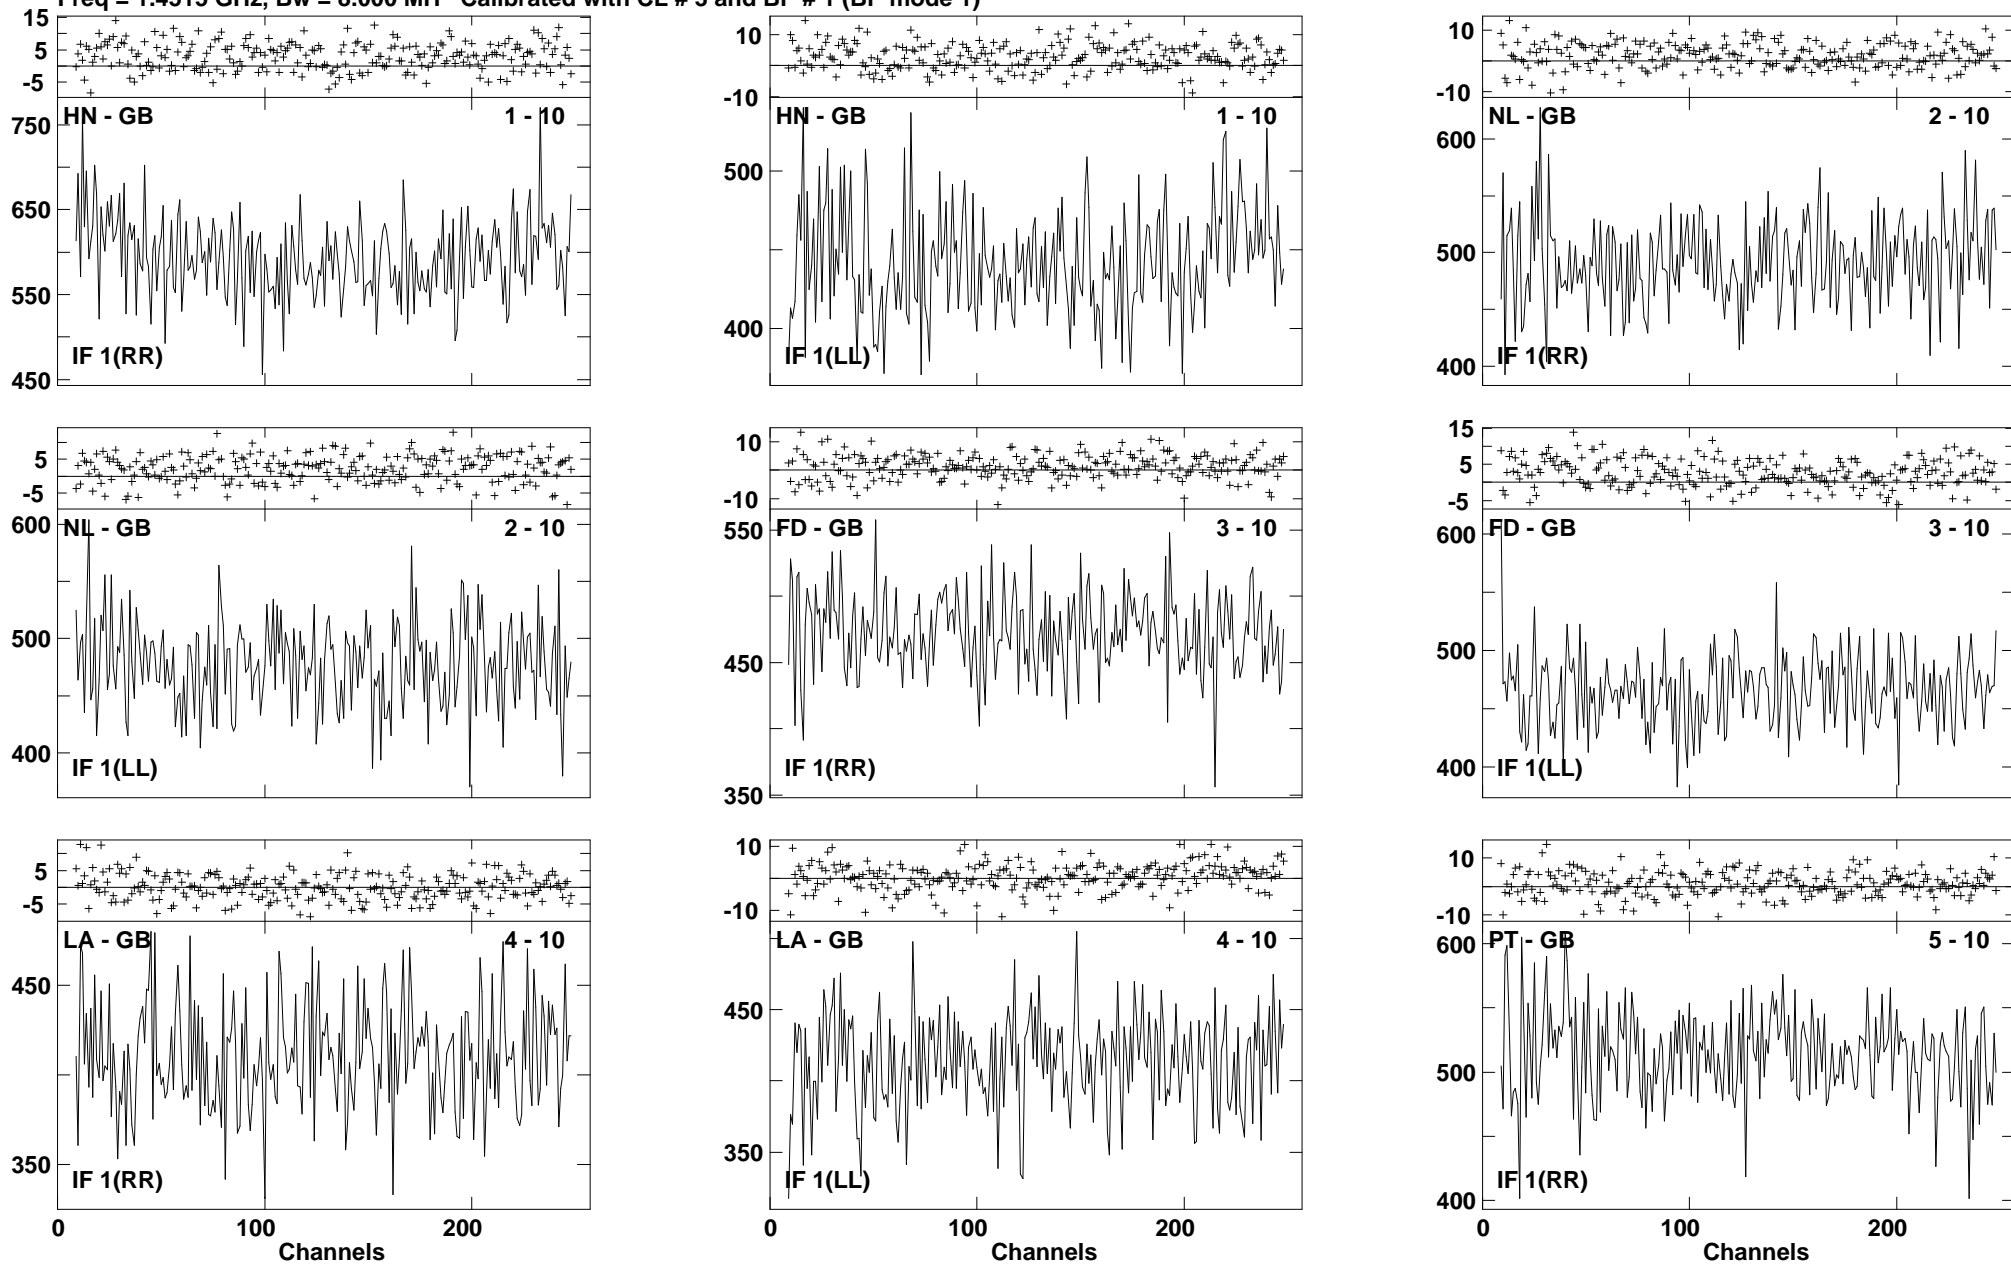 Freq = 1.4515 GHz, Bw = 8.000 MH Calibrated with CL # 3 and BP # 1 (BP mode 1)
15
5
-5
10
-10
10
-10
HN - GB
1 - 10
HN - GB
1 - 10
NL - GB
2 - 10
750
650
550
450
500
400
600
500
400
IF 1(RR)
IF 1(LL)
IF 1(RR)
5
-5
10
-10
15
5
-5
NL - GB
2 - 10
FD - GB
3 - 10
FD - GB
3 - 10
600
500
400
550
450
350
600
500
400
IF 1(LL)
IF 1(RR)
IF 1(LL)
5
-5
10
-10
10
-10
LA - GB
4 - 10
LA - GB
4 - 10
PT - GB
5 - 10
450
350
450
350
600
500
400
IF 1(RR)
IF 1(LL)
IF 1(RR)
0 100 200
0 100 200
0 100 200
Channels
Channels
Channels